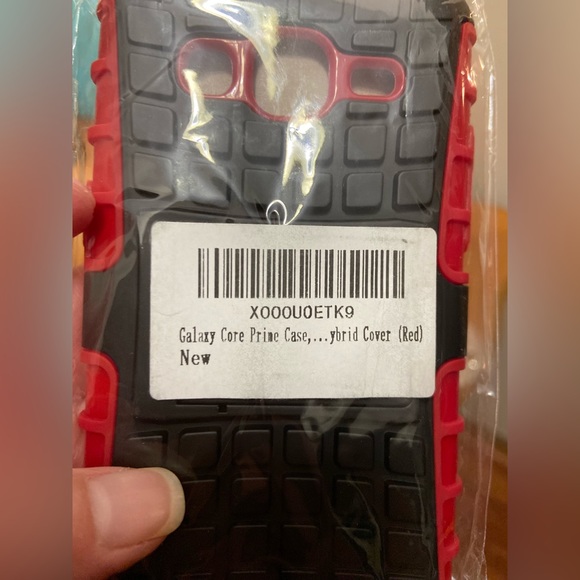 X000U0ETK9
Galaxy Core Prime Case,...ybrid Cover (Red)
New